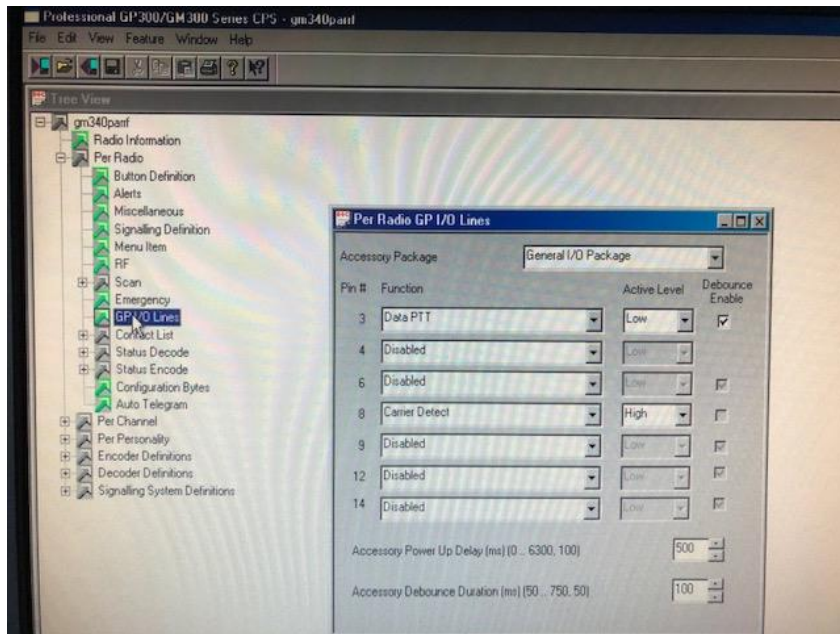 Professional GP300/GM300 Series CPS - gm340panf
File Edit View Feature Window Help
Tree View
gm340panf
Radio Information
Per Radio
Button Definition
Alerts
Miscellaneous
Signalling Definition
Menu Item
RF
Scan
Emergency
GP I/O Lines
Contact List
Status Decode
Status Encode
Configuration Bytes
Auto Telegram
Per Channel
Per Personality
Encoder Definitions
Decoder Definitions
Signalling System Definitions
Per Radio GP I/O Lines
Accessory Package General I/O Package
Pin # Function Active Level Debounce Enable
3 Data PTT Low
4 Disabled Low
6 Disabled Low
8 Carrier Detect High
9 Disabled Low
12 Disabled Low
14 Disabled Low
Accessory Power Up Delay (ms) (0 .. 6300, 100) 500
Accessory Debounce Duration (ms) (50 .. 750, 50) 100